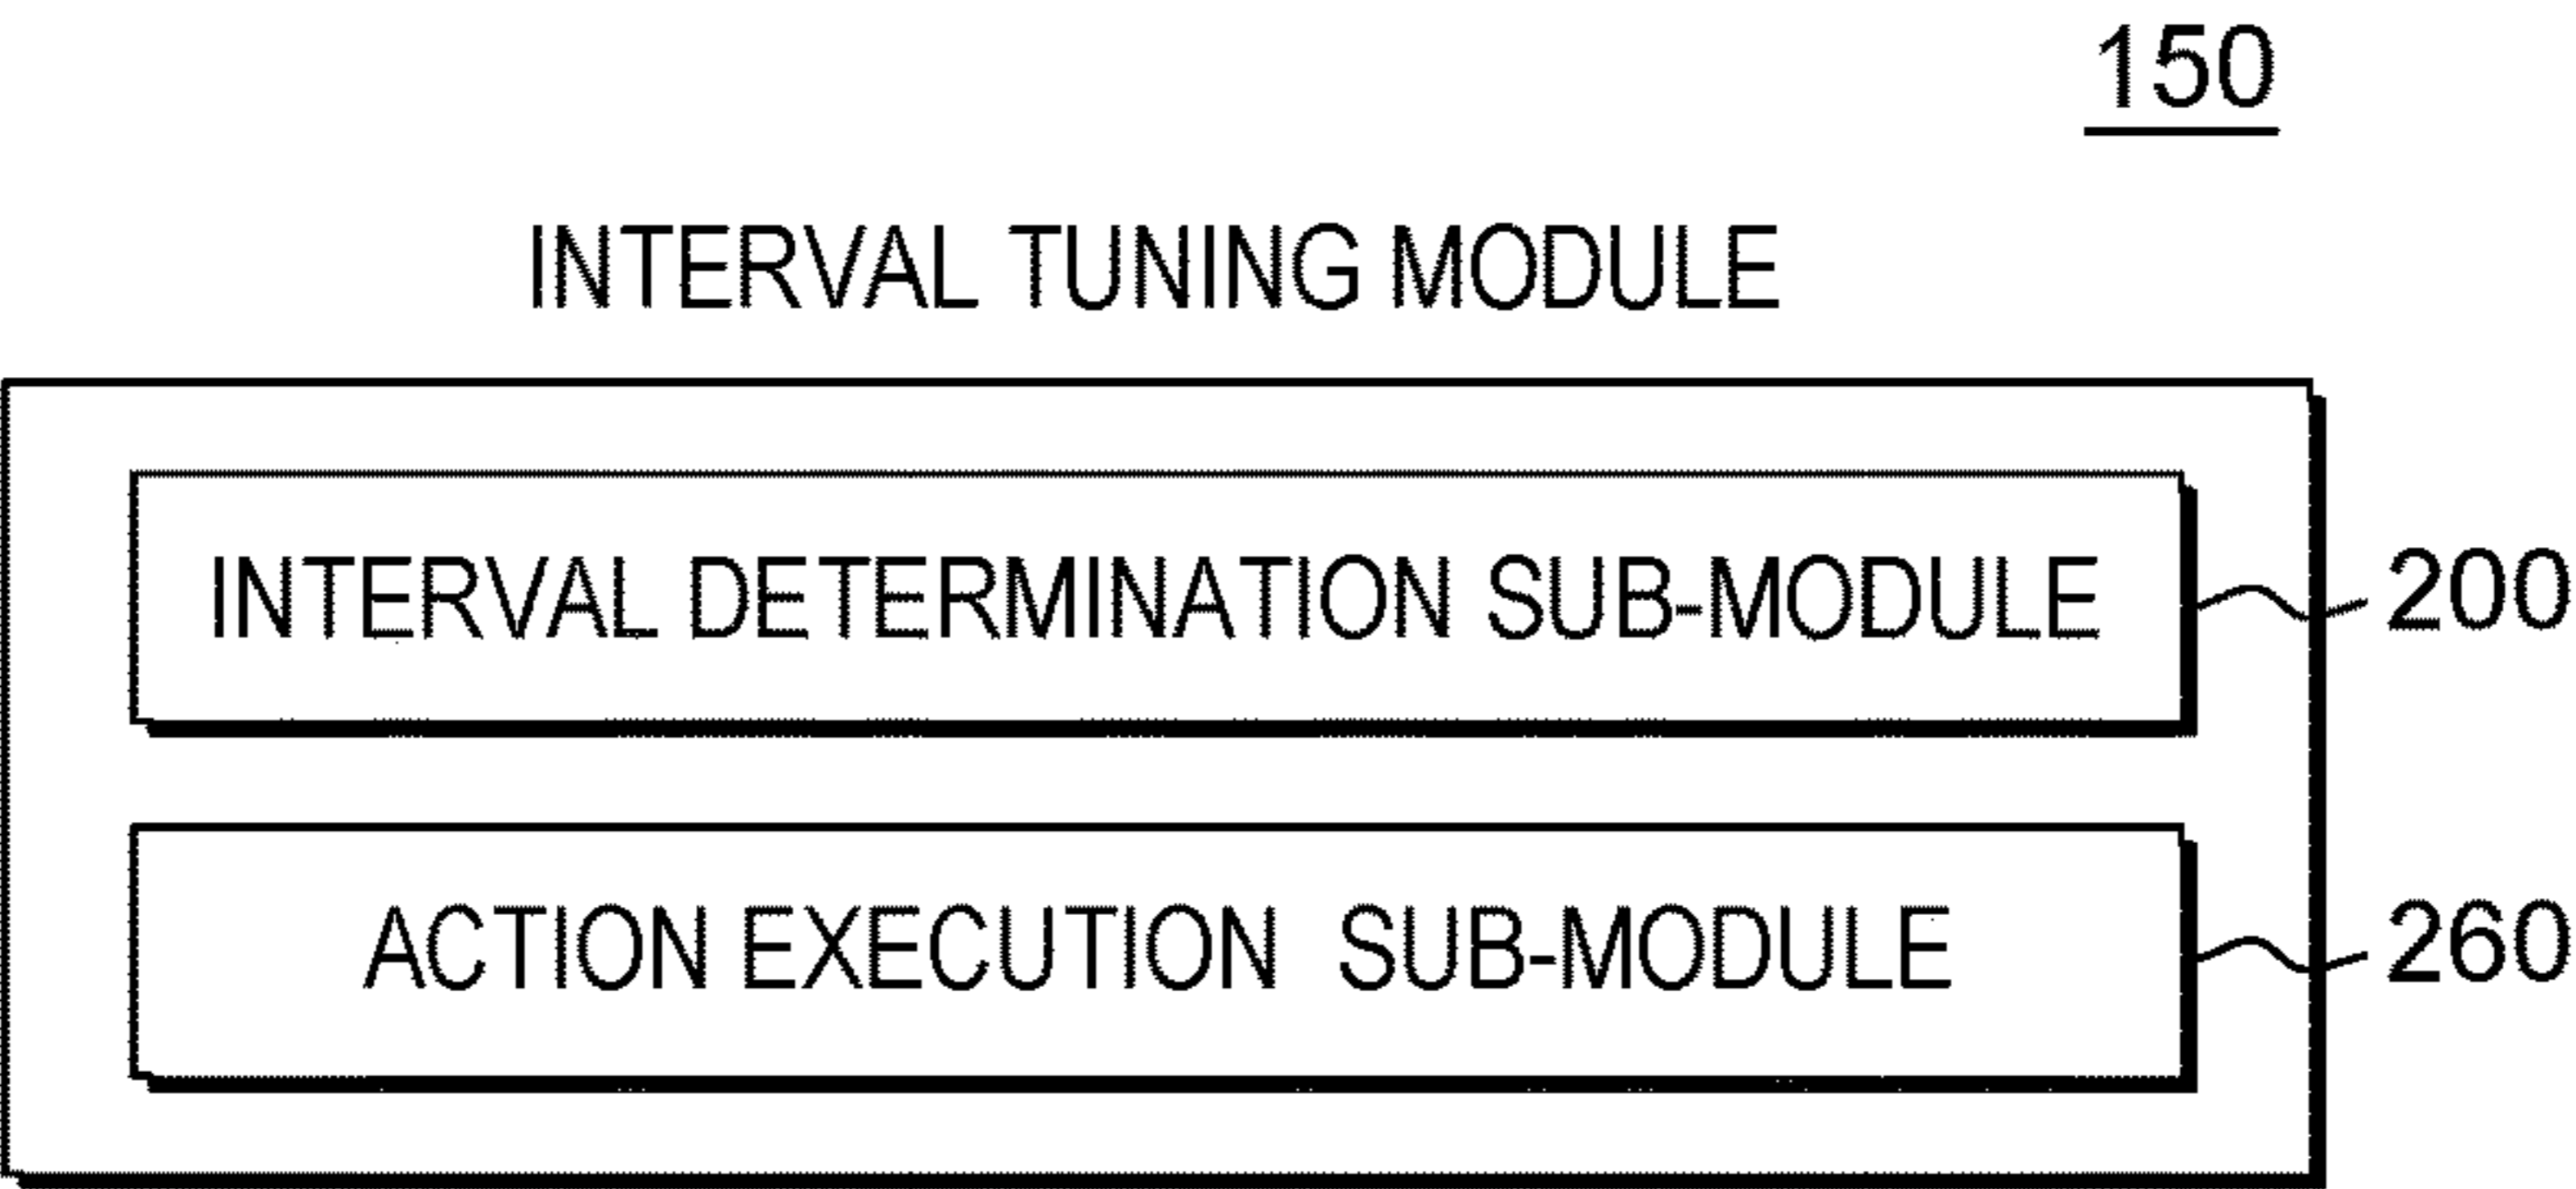 150
INTERVAL TUNING MODULE
INTERVAL DETERMINATION SUB-MODULE
200
ACTION EXECUTION SUB-MODULE
260